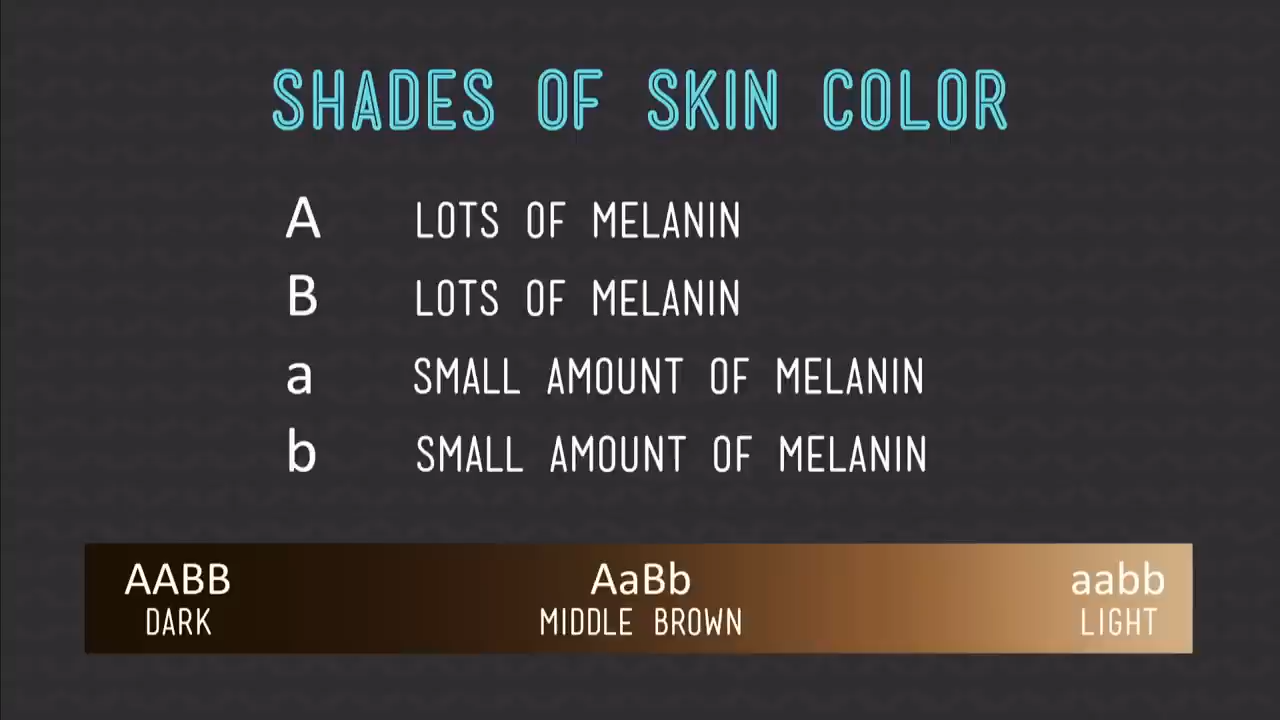 SHADES OF SKIN COLOR
A LOTS OF MELANIN
B LOTS OF MELANIN
a SMALL AMOUNT OF MELANIN
b SMALL AMOUNT OF MELANIN
AABB AaBb aabb
DARK MIDDLE BROWN LIGHT